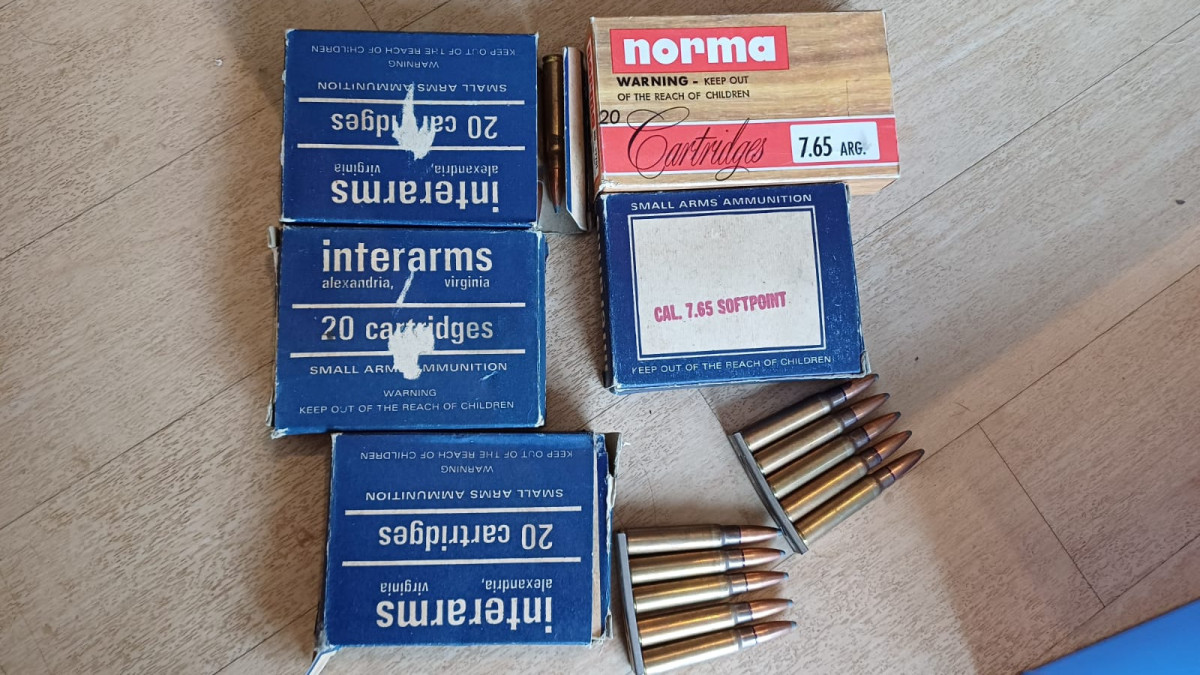 KEEP OUT OF THE REACH OF CHILDREN
WARNING
SMALL ARMS AMMUNITION
20 cartridges
alexandria, virginia
interarms
norma
WARNING - KEEP OUT
OF THE REACH OF CHILDREN
20
Cartridges 7.65 ARG.
interarms
alexandria, virginia
20 cartridges
SMALL ARMS AMMUNITION
WARNING
KEEP OUT OF THE REACH OF CHILDREN
SMALL ARMS AMMUNITION
CAL. 7.65 SOFTPOINT
KEEP OUT OF THE REACH OF CHILDREN
KEEP OUT OF THE REACH OF CHILDREN
WARNING
SMALL ARMS AMMUNITION
20 cartridges
alexandria, virginia
interarms